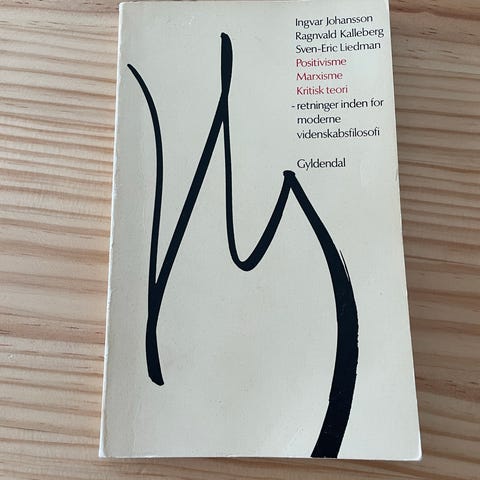 Ingvar Johansson
Ragnvald Kalleberg
Sven-Eric Liedman
Positivisme
Marxisme
Kritisk teori
- retninger inden for
moderne
videnskabsfilosofi
Gyldendal